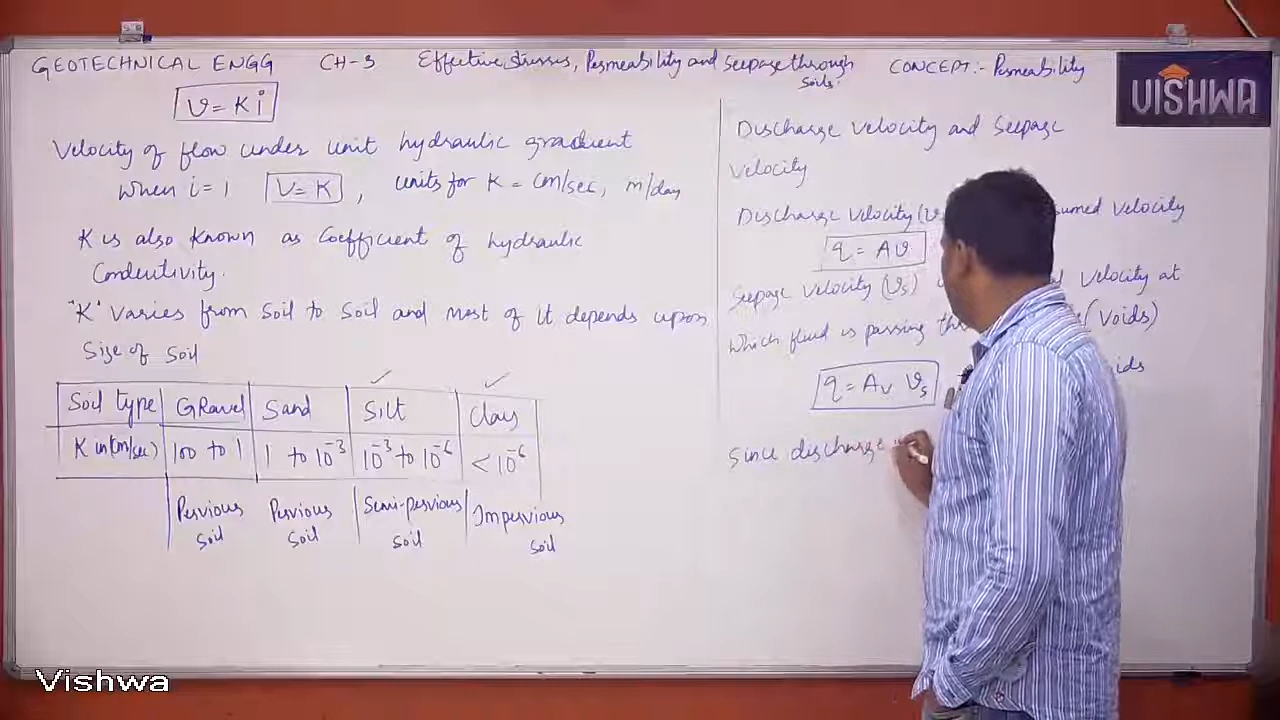 GEOTECHNICAL ENGG CH-3 Effective, Stresses, Permeability and Seepage through Soils. CONCEPT:- Permeability
VISHWA
v = K i
Velocity of flow under unit hydraulic gradient
When i = 1 V = K , units for K = cm/sec, m/day
K is also known as Coefficient of hydraulic
Conductivity.
"K" varies from Soil to Soil and most of it depends upon
Size of Soil
Soil type Gravel Sand Silt Clay
K in (cm/sec) 100 to 1 1 to 10⁻³ 10⁻³ to 10⁻⁶ < 10⁻⁶
Pervious Soil Pervious Soil Semi-pervious Soil Impervious Soil
Discharge Velocity and Seepage
Velocity
Discharge Velocity ( Velocity
q = A v
Seepage Velocity (vₛ) Velocity at
Which fluid is passing (Voids)
q = Aᵥ vₛ
Since discharge
Vishwa